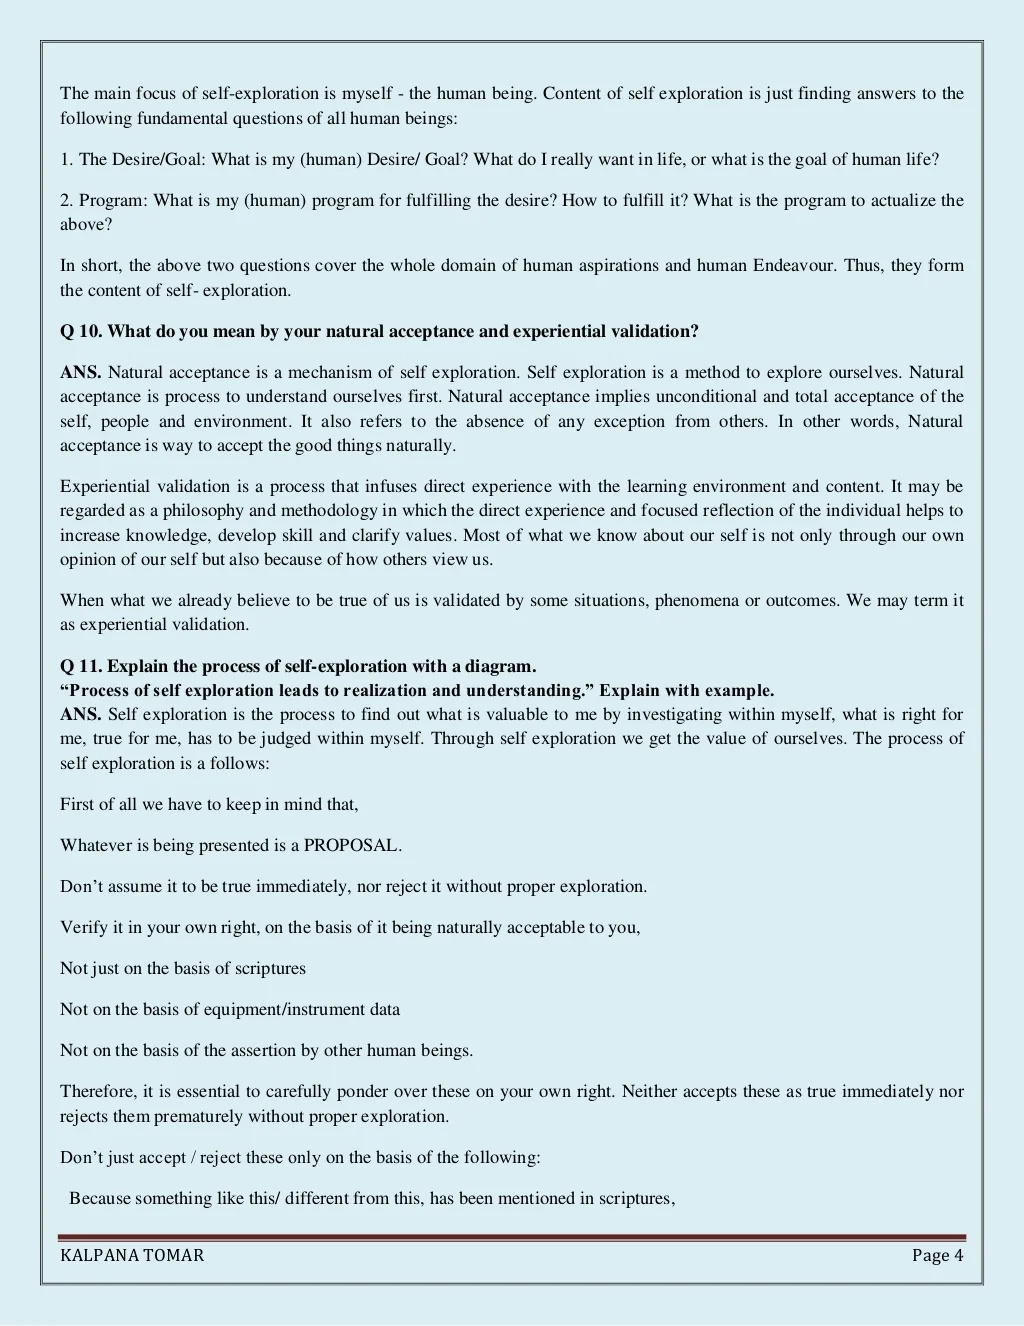 The main focus of self-exploration is myself - the human being. Content of self exploration is just finding answers to the
following fundamental questions of all human beings:
1. The Desire/Goal: What is my (human) Desire/ Goal? What do I really want in life, or what is the goal of human life?
2. Program: What is my (human) program for fulfilling the desire? How to fulfill it? What is the program to actualize the
above?
In short, the above two questions cover the whole domain of human aspirations and human Endeavour. Thus, they form
the content of self- exploration.
Q 10. What do you mean by your natural acceptance and experiential validation?
ANS. Natural acceptance is a mechanism of self exploration. Self exploration is a method to explore ourselves. Natural
acceptance is process to understand ourselves first. Natural acceptance implies unconditional and total acceptance of the
self, people and environment. It also refers to the absence of any exception from others. In other words, Natural
acceptance is way to accept the good things naturally.
Experiential validation is a process that infuses direct experience with the learning environment and content. It may be
regarded as a philosophy and methodology in which the direct experience and focused reflection of the individual helps to
increase knowledge, develop skill and clarify values. Most of what we know about our self is not only through our own
opinion of our self but also because of how others view us.
When what we already believe to be true of us is validated by some situations, phenomena or outcomes. We may term it
as experiential validation.
Q 11. Explain the process of self-exploration with a diagram.
“Process of self exploration leads to realization and understanding.” Explain with example.
ANS. Self exploration is the process to find out what is valuable to me by investigating within myself, what is right for
me, true for me, has to be judged within myself. Through self exploration we get the value of ourselves. The process of
self exploration is a follows:
First of all we have to keep in mind that,
Whatever is being presented is a PROPOSAL.
Don’t assume it to be true immediately, nor reject it without proper exploration.
Verify it in your own right, on the basis of it being naturally acceptable to you,
Not just on the basis of scriptures
Not on the basis of equipment/instrument data
Not on the basis of the assertion by other human beings.
Therefore, it is essential to carefully ponder over these on your own right. Neither accepts these as true immediately nor
rejects them prematurely without proper exploration.
Don’t just accept / reject these only on the basis of the following:
Because something like this/ different from this, has been mentioned in scriptures,
KALPANA TOMAR Page 4